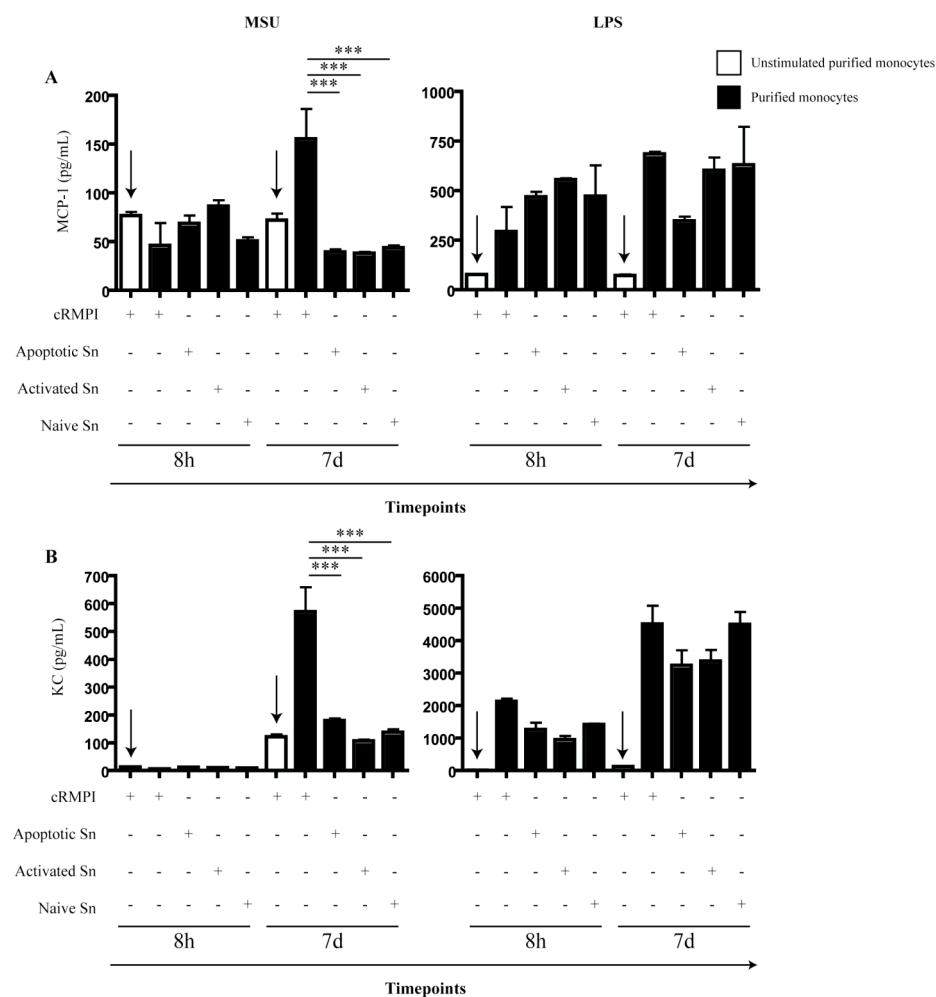 MSU LPS
Unstimulated purified monocytes
Purified monocytes
A
***
***
***
MCP-1 (pg/mL)
200
150
100
50
0
1000
750
500
250
0
cRMPI + + - - - + + - - - + + - - - + + - - -
Apoptotic Sn - - + - - - - + - - - - + - - - - + - -
Activated Sn - - - + - - - - + - - - - + - - - - + -
Naive Sn - - - - + - - - - + - - - - + - - - - +
8h 7d 8h 7d
Timepoints
B
***
***
***
KC (pg/mL)
700
600
500
400
300
200
100
0
6000
5000
4000
3000
2000
1000
0
cRMPI + + - - - + + - - - + + - - - + + - - -
Apoptotic Sn - - + - - - - + - - - - + - - - - + - -
Activated Sn - - - + - - - - + - - - - + - - - - + -
Naive Sn - - - - + - - - - + - - - - + - - - - +
8h 7d 8h 7d
Timepoints